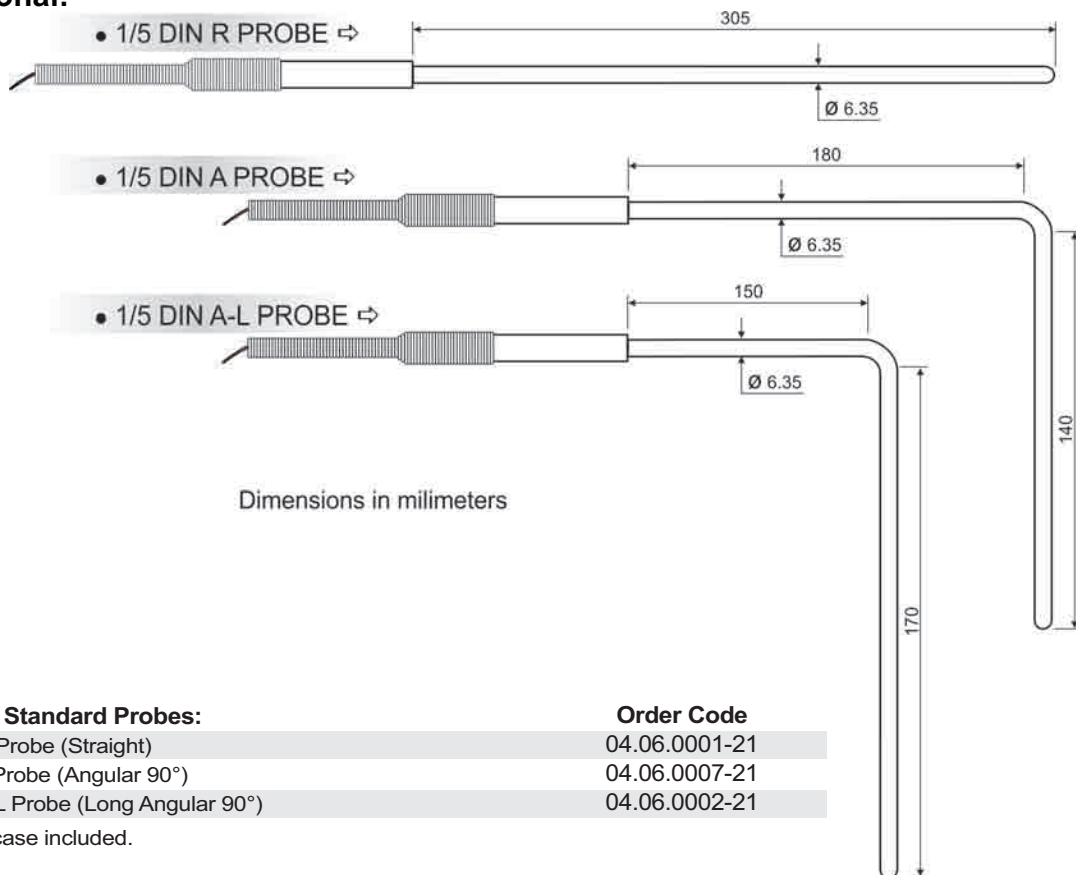 onal:
• 1/5 DIN R PROBE ⇨
305
Ø 6.35
• 1/5 DIN A PROBE ⇨
180
Ø 6.35
140
• 1/5 DIN A-L PROBE ⇨
150
Ø 6.35
170
Dimensions in milimeters
Standard Probes: Order Code
Probe (Straight) 04.06.0001-21
Probe (Angular 90°) 04.06.0007-21
L Probe (Long Angular 90°) 04.06.0002-21
case included.